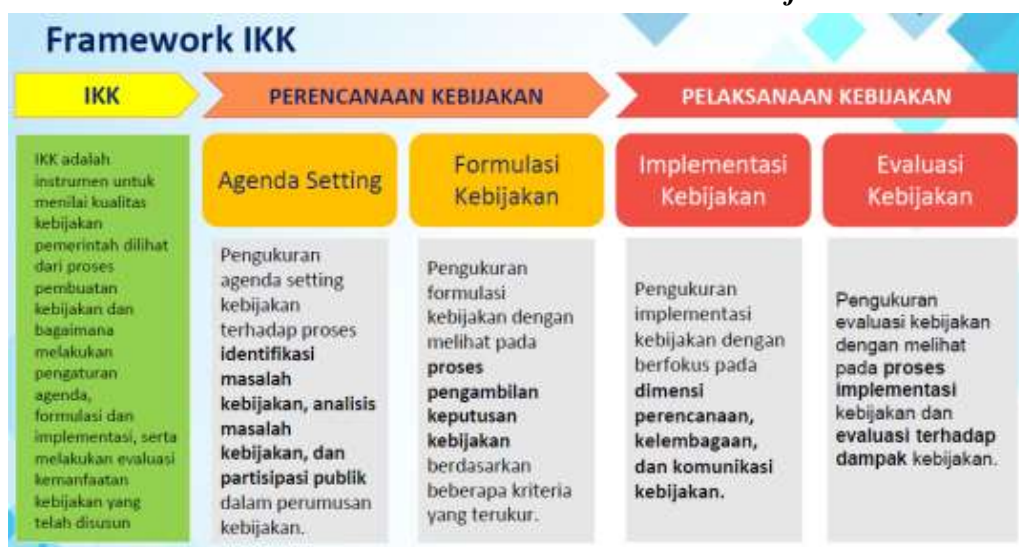 Framework IKK
IKK
PERENCANAAN KEBIJAKAN
PELAKSANAAN KEBIJAKAN
IKK adalah
instrumen untuk
menilai kualitas
kebijakan
pemerintah dilihat
dari proses
pembuatan
kebijakan dan
bagaimana
melakukan
pengaturan
agenda,
formulasi dan
implementasi, serta
melakukan evaluasi
kemanfaatan
kebijakan yang
telah disusun
Agenda Setting
Pengukuran
agenda setting
kebijakan
terhadap proses
identifikasi
masalah
kebijakan, analisis
masalah
kebijakan, dan
partisipasi publik
dalam perumusan
kebijakan.
Formulasi
Kebijakan
Pengukuran
formulasi
kebijakan dengan
melihat pada
proses
pengambilan
keputusan
kebijakan
berdasarkan
beberapa kriteria
yang terukur.
Implementasi
Kebijakan
Pengukuran
implementasi
kebijakan dengan
berfokus pada
dimensi
perencanaan,
kelembagaan,
dan komunikasi
kebijakan.
Evaluasi
Kebijakan
Pengukuran
evaluasi kebijakan
dengan melihat
pada proses
implementasi
kebijakan dan
evaluasi terhadap
dampak kebijakan.